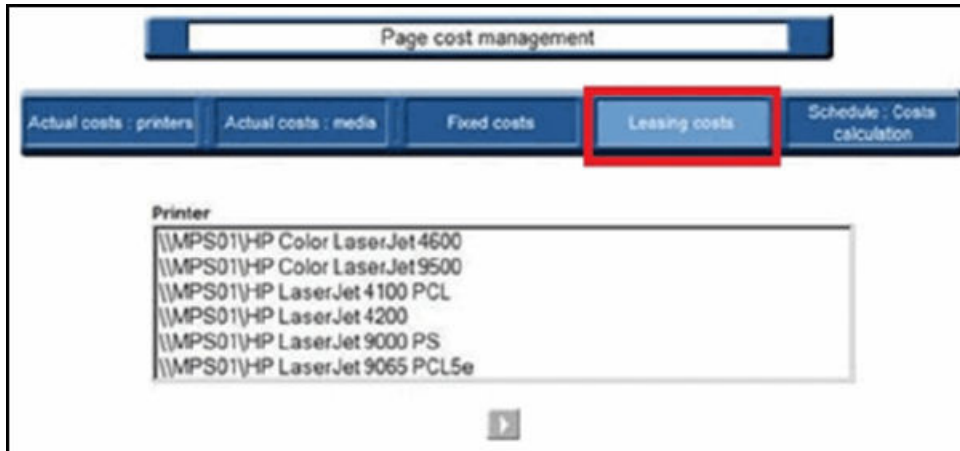 Page cost management
Actual costs : printers Actual costs : media Fixed costs Leasing costs Schedule : Costs
calculation
Printer
\\MPS01\HP Color LaserJet 4600
\\MPS01\HP Color LaserJet 9500
\\MPS01\HP LaserJet 4100 PCL
\\MPS01\HP LaserJet 4200
\\MPS01\HP LaserJet 9000 PS
\\MPS01\HP LaserJet 9065 PCL5e